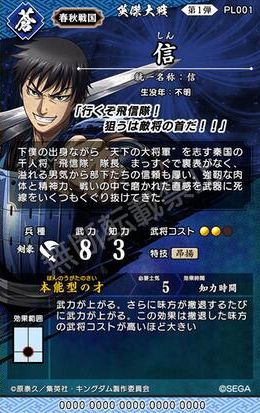 蒼
春秋戦国
英傑大戦
第1弾
PL001
しん
信
統一名称：信
生没年：不明
「行くぞ飛信隊！
狙うは敵将の首だ！！」
下僕の出身ながら“天下の大将軍”を志す秦国の
千人将“飛信隊”隊長。まっすぐで裏表がなく、
溢れる男気から部下たちの信頼も厚い。強靭な肉
体と精神力、戦いの中で磨かれた直感を武器に死
線をいくつもくぐり抜けてきた。
兵種
武力
知力
武将コスト
剣豪
8
3
特技
昂揚
ほんのうがたのさい
本能型の才
必要士気
5
効果時間
知力時間
効果範囲
武力が上がる。さらに味方が撤退するたび
に武力が上がる。この効果は撤退した味方
の武将コストが高いほど大きい
無断転載禁止
©原泰久／集英社・キングダム製作委員会
©SEGA
0000-0000-0000-0000-0000